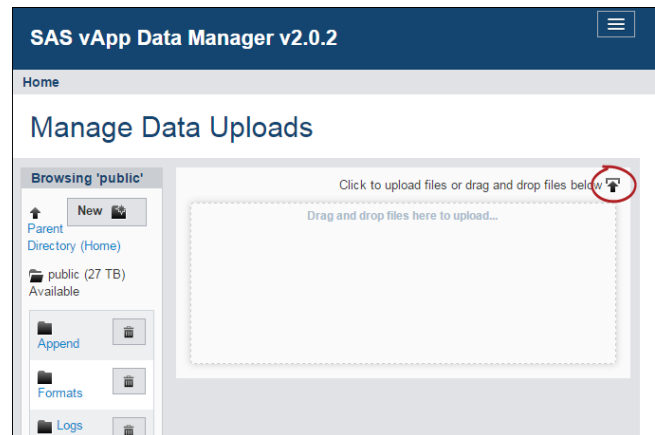 SAS vApp Data Manager v2.0.2
Home
Manage Data Uploads
Browsing 'public'
New
Parent
Directory (Home)
public (27 TB)
Available
Append
Formats
Logs
Click to upload files or drag and drop files below
Drag and drop files here to upload...